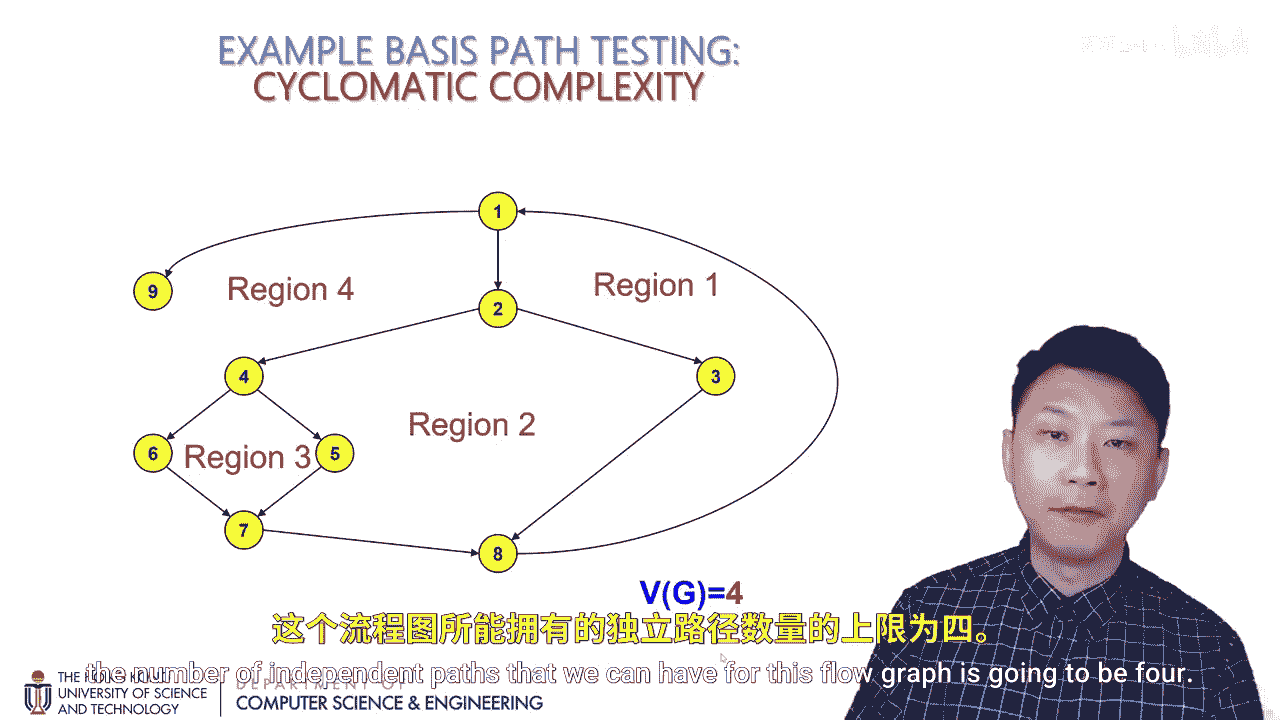 EXAMPLE BASIS PATH TESTING:
CYCLOMATIC COMPLEXITY
1
Region 4
Region 1
9
2
4
3
Region 2
6
Region 3
5
7
8
V(G)=4
这个流程图所能拥有的独立路径数量的上限为四。
the number of independent paths that we can have for this flow graph is going to be four.
UNIVERSITY OF SCIENCE
AND TECHNOLOGY
DEPARTMENT OF
COMPUTER SCIENCE & ENGINEERING